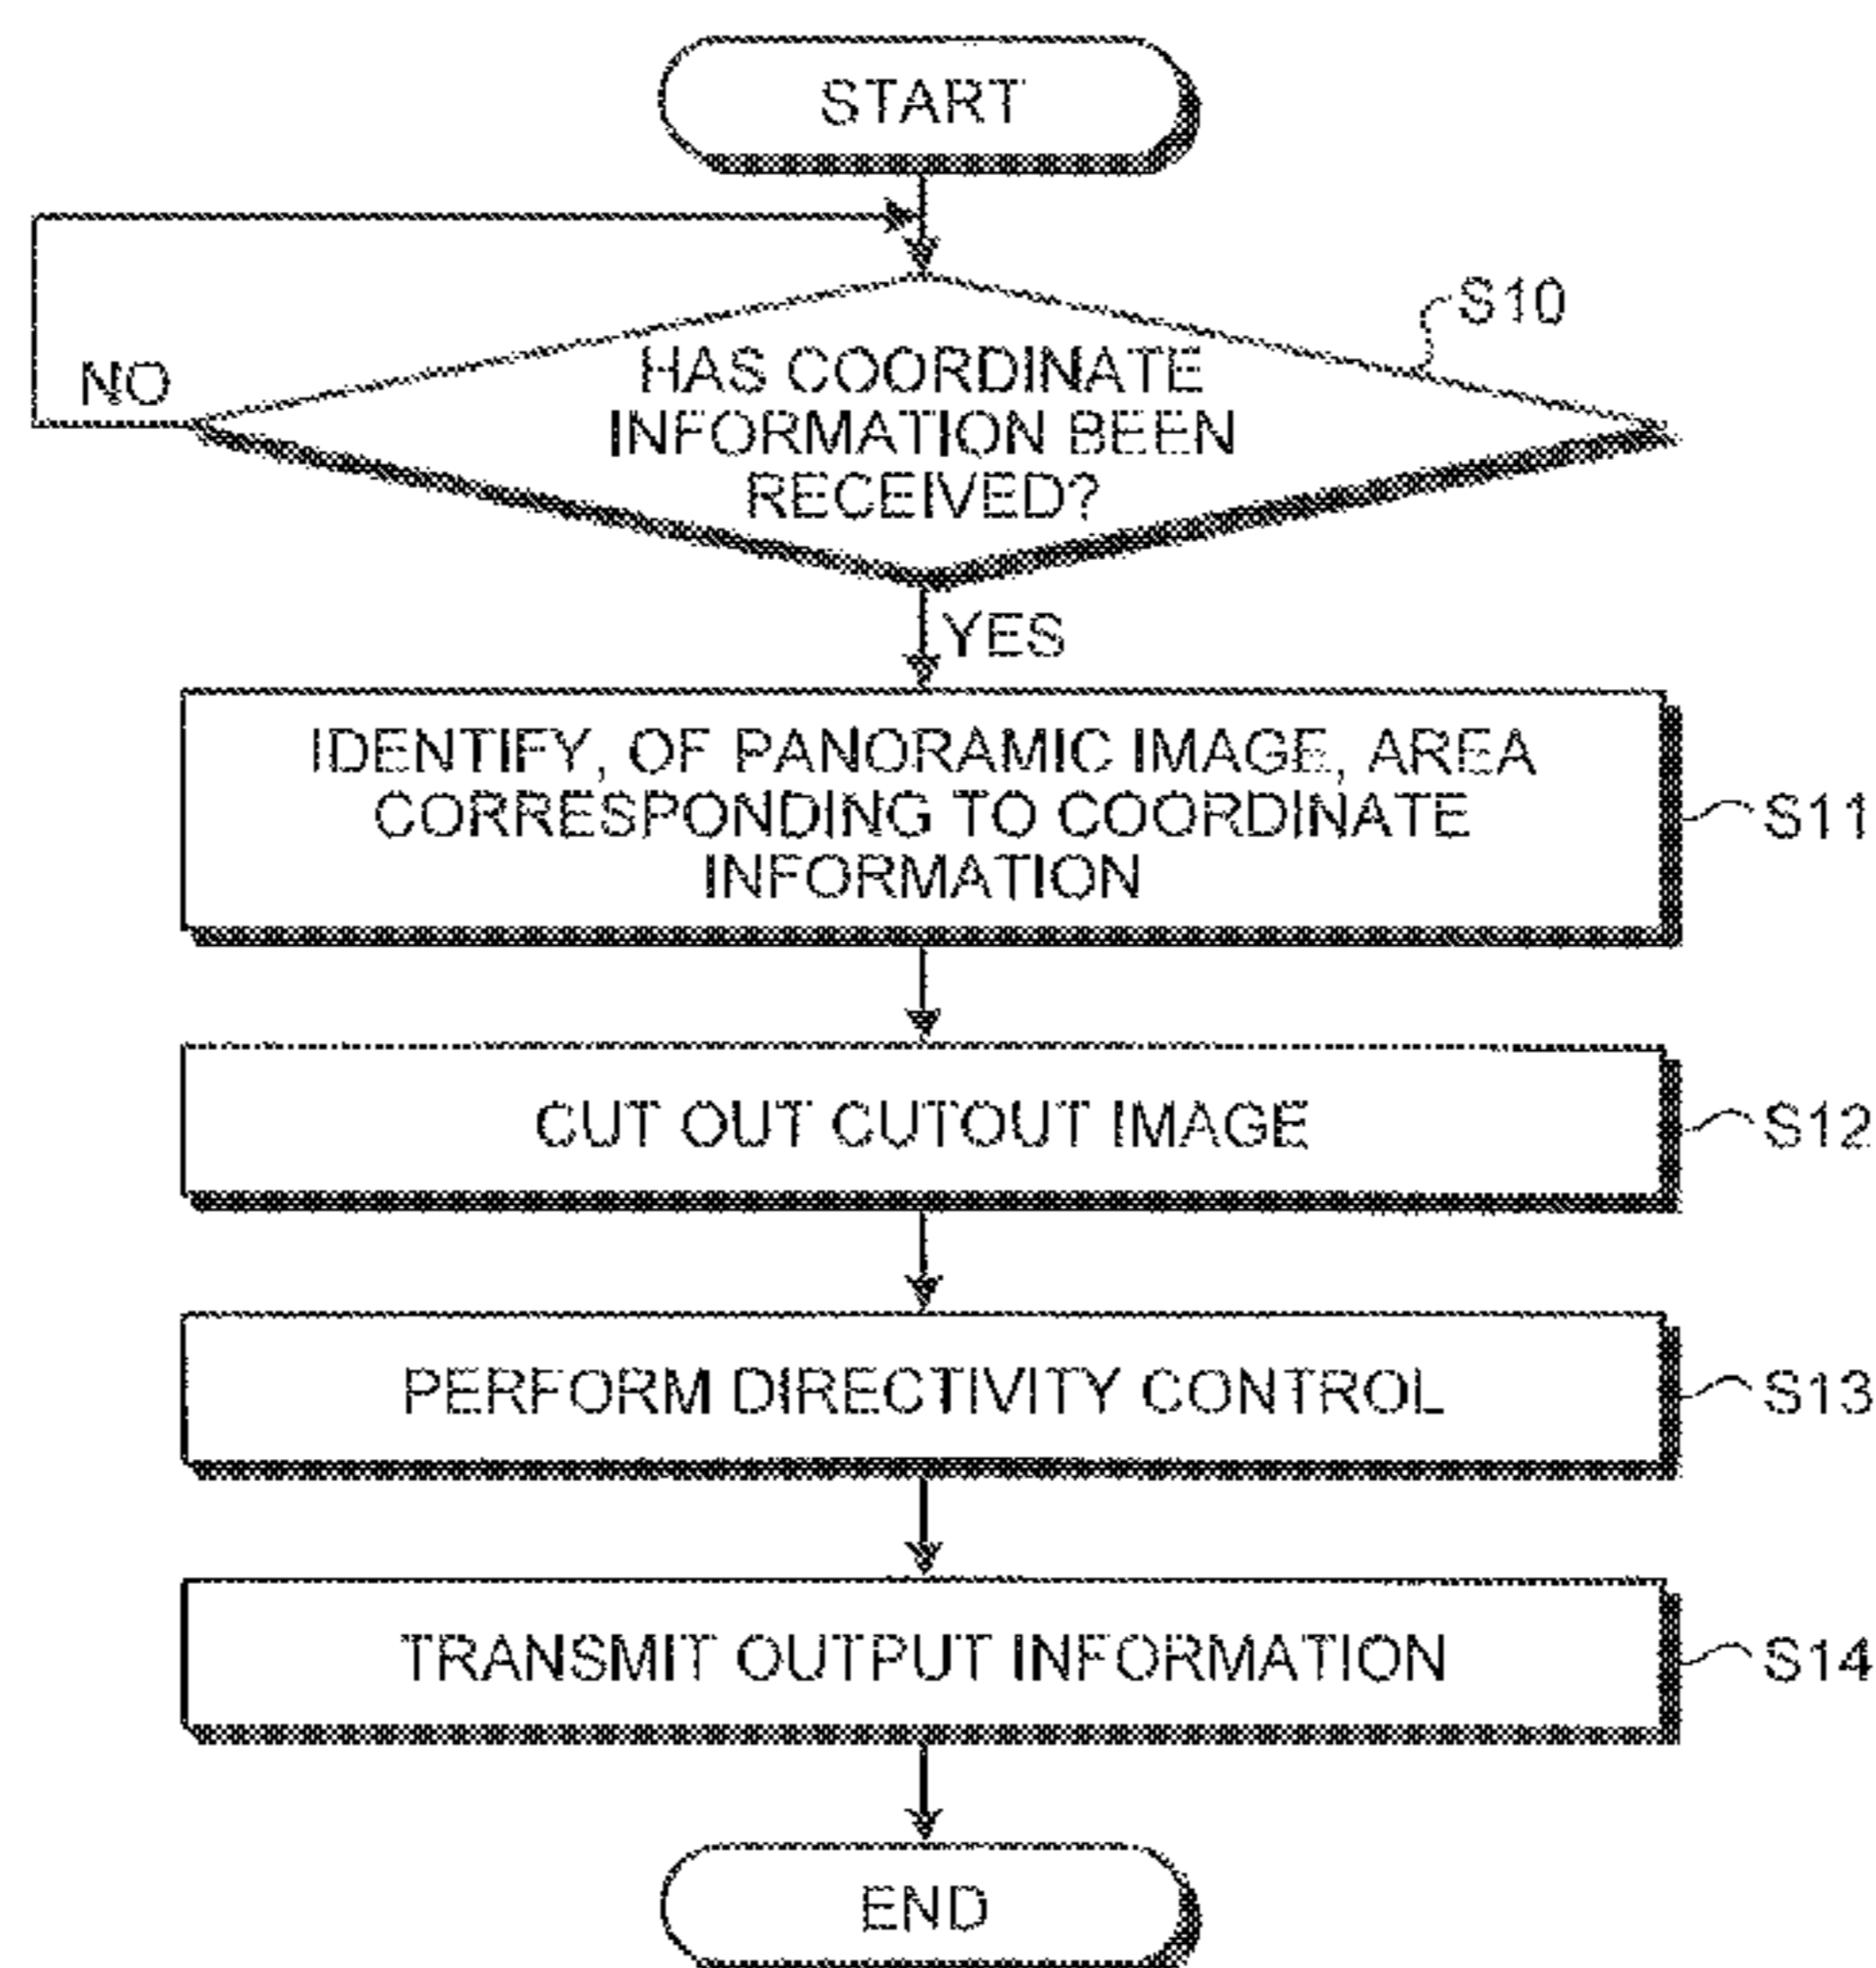 START
S10
HAS COORDINATE
INFORMATION BEEN
RECEIVED?
NO
YES
IDENTIFY, OF PANORAMIC IMAGE, AREA
CORRESPONDING TO COORDINATE
INFORMATION
S11
CUT OUT CUTOUT IMAGE
S12
PERFORM DIRECTIVITY CONTROL
S13
TRANSMIT OUTPUT INFORMATION
S14
END